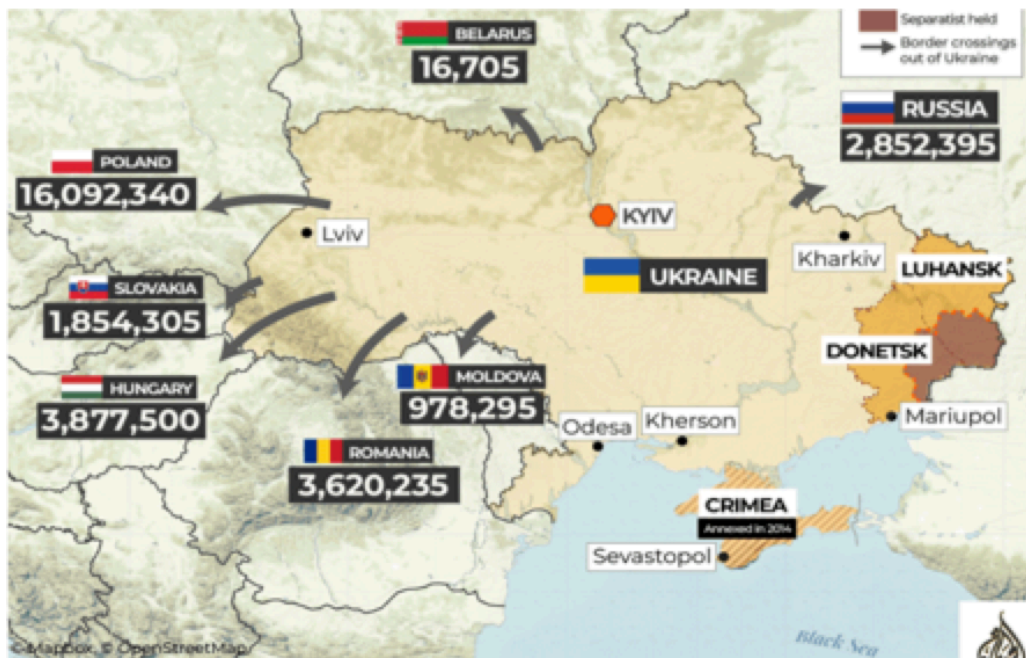 Separatist held
Border crossings
out of Ukraine
BELARUS
16,705
RUSSIA
2,852,395
POLAND
16,092,340
Lviv
KYIV
Kharkiv
UKRAINE
LUHANSK
SLOVAKIA
1,854,305
DONETSK
HUNGARY
3,877,500
MOLDOVA
978,295
Mariupol
Odesa
Kherson
ROMANIA
3,620,235
CRIMEA
Annexed in 2014
Sevastopol
Black Sea
© Mapbox, © OpenStreetMap